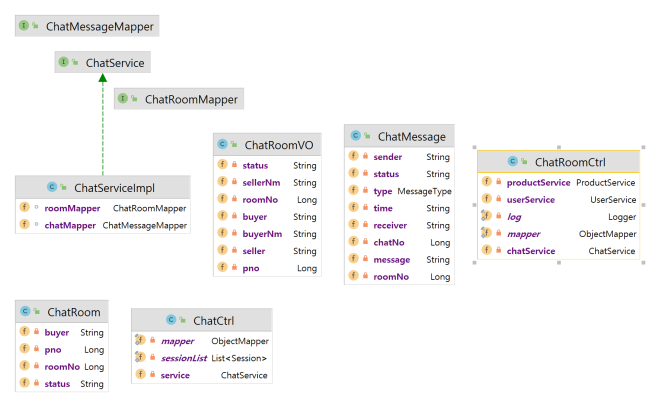 ChatMessageMapper
ChatService
ChatRoomMapper
ChatRoomVO
status String
sellerNm String
roomNo Long
buyer String
buyerNm String
seller String
pno Long
ChatMessage
sender String
status String
type MessageType
time String
receiver String
chatNo Long
message String
roomNo Long
ChatRoomCtrl
productService ProductService
userService UserService
log Logger
mapper ObjectMapper
chatService ChatService
ChatServiceImpl
roomMapper ChatRoomMapper
chatMapper ChatMessageMapper
ChatRoom
buyer String
pno Long
roomNo Long
status String
ChatCtrl
mapper ObjectMapper
sessionList List<Session>
service ChatService